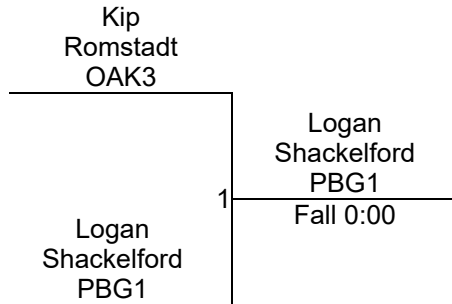 Kip
Romstadt
OAK3
Logan
Shackelford
PBG1
1
Fall 0:00
Logan
Shackelford
PBG1